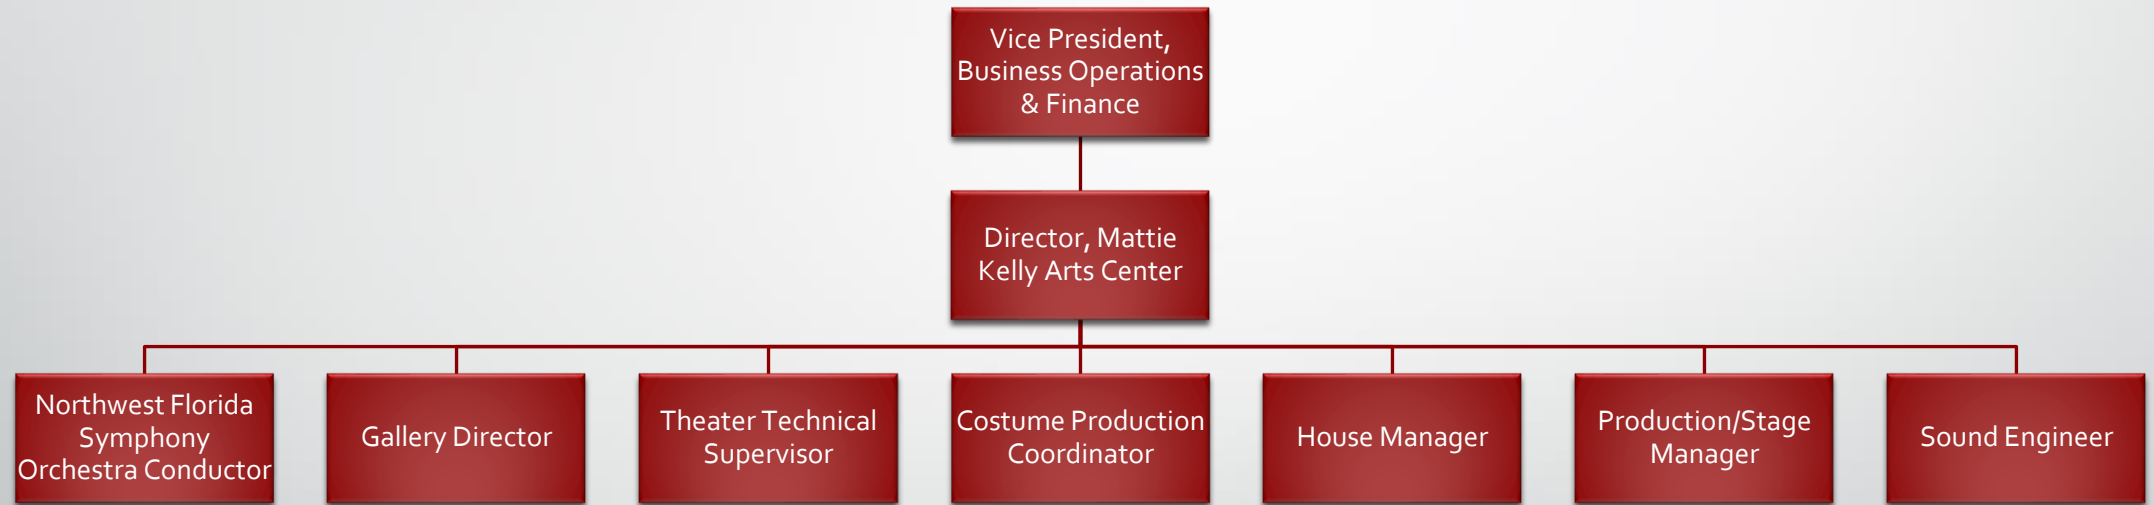 Vice President,
Business Operations
& Finance
Director, Mattie
Kelly Arts Center
Northwest Florida
Symphony
Orchestra Conductor
Gallery Director
Theater Technical
Supervisor
Costume Production
Coordinator
House Manager
Production/Stage
Manager
Sound Engineer